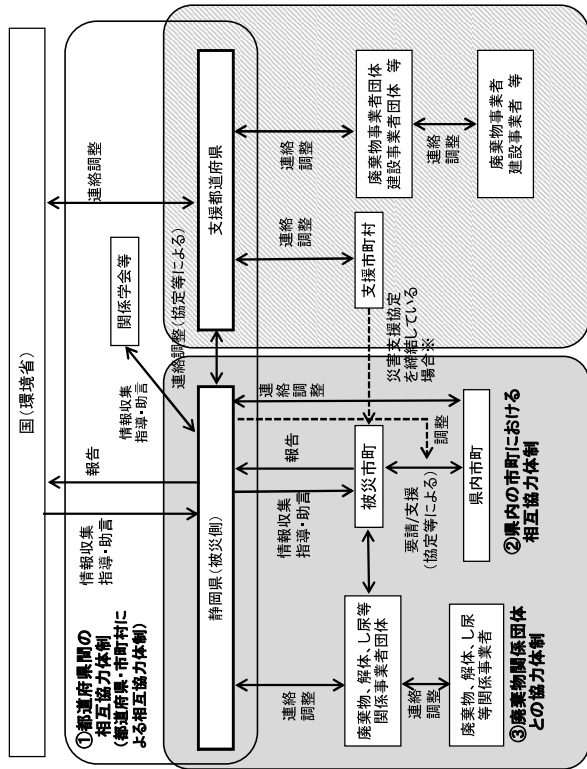 国(環境省)
情報収集
指導・助言
報告
連絡調整
①都道府県間の
相互協力体制
(都道府県・市町村に
よる相互協力体制)
情報収集
指導・助言
関係学会等
静岡県(被災側)
連絡調整(協定等による)
支援都道府県
連絡
調整
情報収集
指導・助言
報告
連絡
調整
連絡
調整
連絡
調整
廃棄物、解体、し尿等
関係事業者団体
被災市町
災害支援協定
を締結している
場合※
支援市町村
廃棄物事業者団体
建設事業者団体 等
連絡
調整
要請/支援
(協定等による)
調整
連絡
調整
廃棄物、解体、し尿
等関係事業者
県内市町
廃棄物事業者
建設事業者 等
③廃棄物関係団体
との協力体制
②県内の市町における
相互協力体制